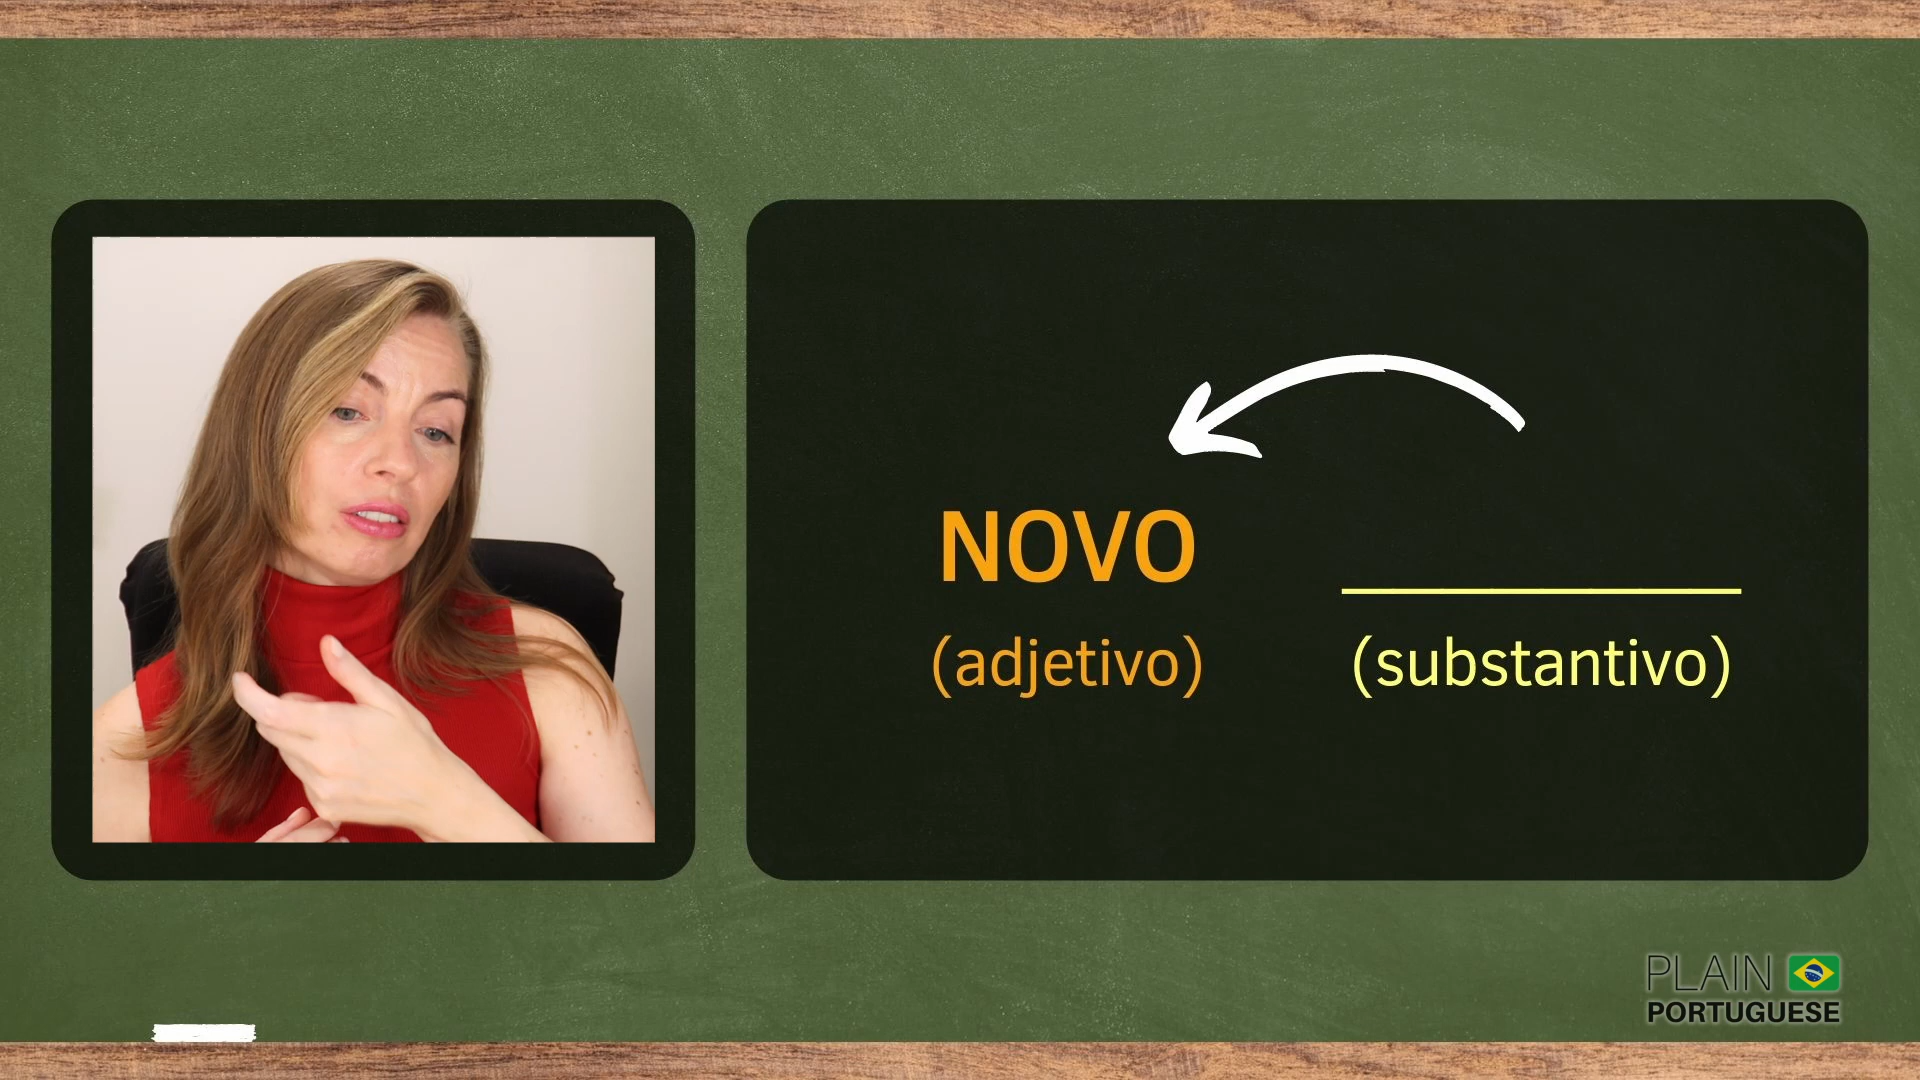 NOVO
(adjetivo)
(substantivo)
PLAIN
PORTUGUESE